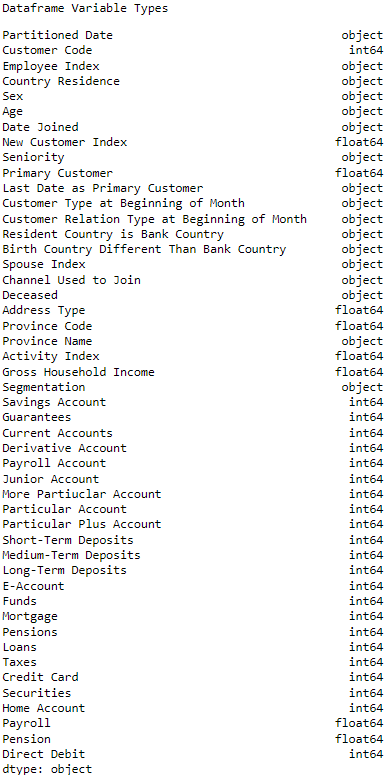 Dataframe Variable Types
Partitioned Date object
Customer Code int64
Employee Index object
Country Residence object
Sex object
Age object
Date Joined object
New Customer Index float64
Seniority object
Primary Customer float64
Last Date as Primary Customer object
Customer Type at Beginning of Month object
Customer Relation Type at Beginning of Month object
Resident Country is Bank Country object
Birth Country Different Than Bank Country object
Spouse Index object
Channel Used to Join object
Deceased object
Address Type float64
Province Code float64
Province Name object
Activity Index float64
Gross Household Income float64
Segmentation object
Savings Account int64
Guarantees int64
Current Accounts int64
Derivative Account int64
Payroll Account int64
Junior Account int64
More Partiuclar Account int64
Particular Account int64
Particular Plus Account int64
Short-Term Deposits int64
Medium-Term Deposits int64
Long-Term Deposits int64
E-Account int64
Funds int64
Mortgage int64
Pensions int64
Loans int64
Taxes int64
Credit Card int64
Securities int64
Home Account int64
Payroll float64
Pension float64
Direct Debit int64
dtype: object